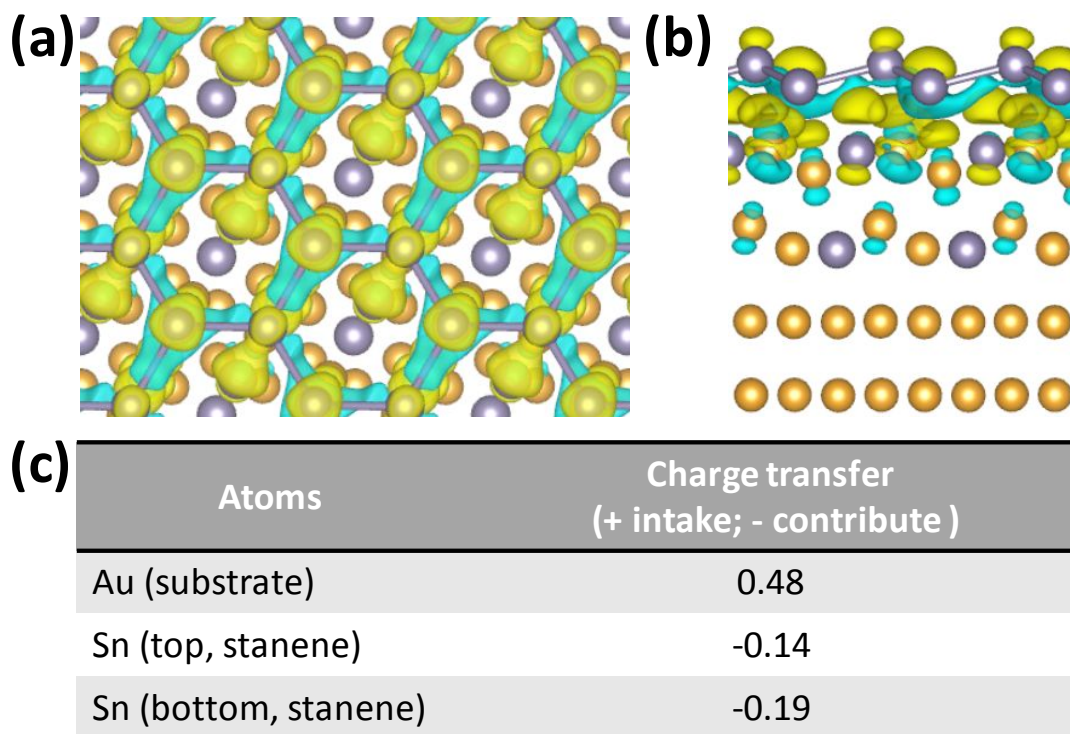 (a)
(b)
(c)
Atoms
Charge transfer
(+ intake; - contribute )
Au (substrate)
0.48
Sn (top, stanene)
-0.14
Sn (bottom, stanene)
-0.19